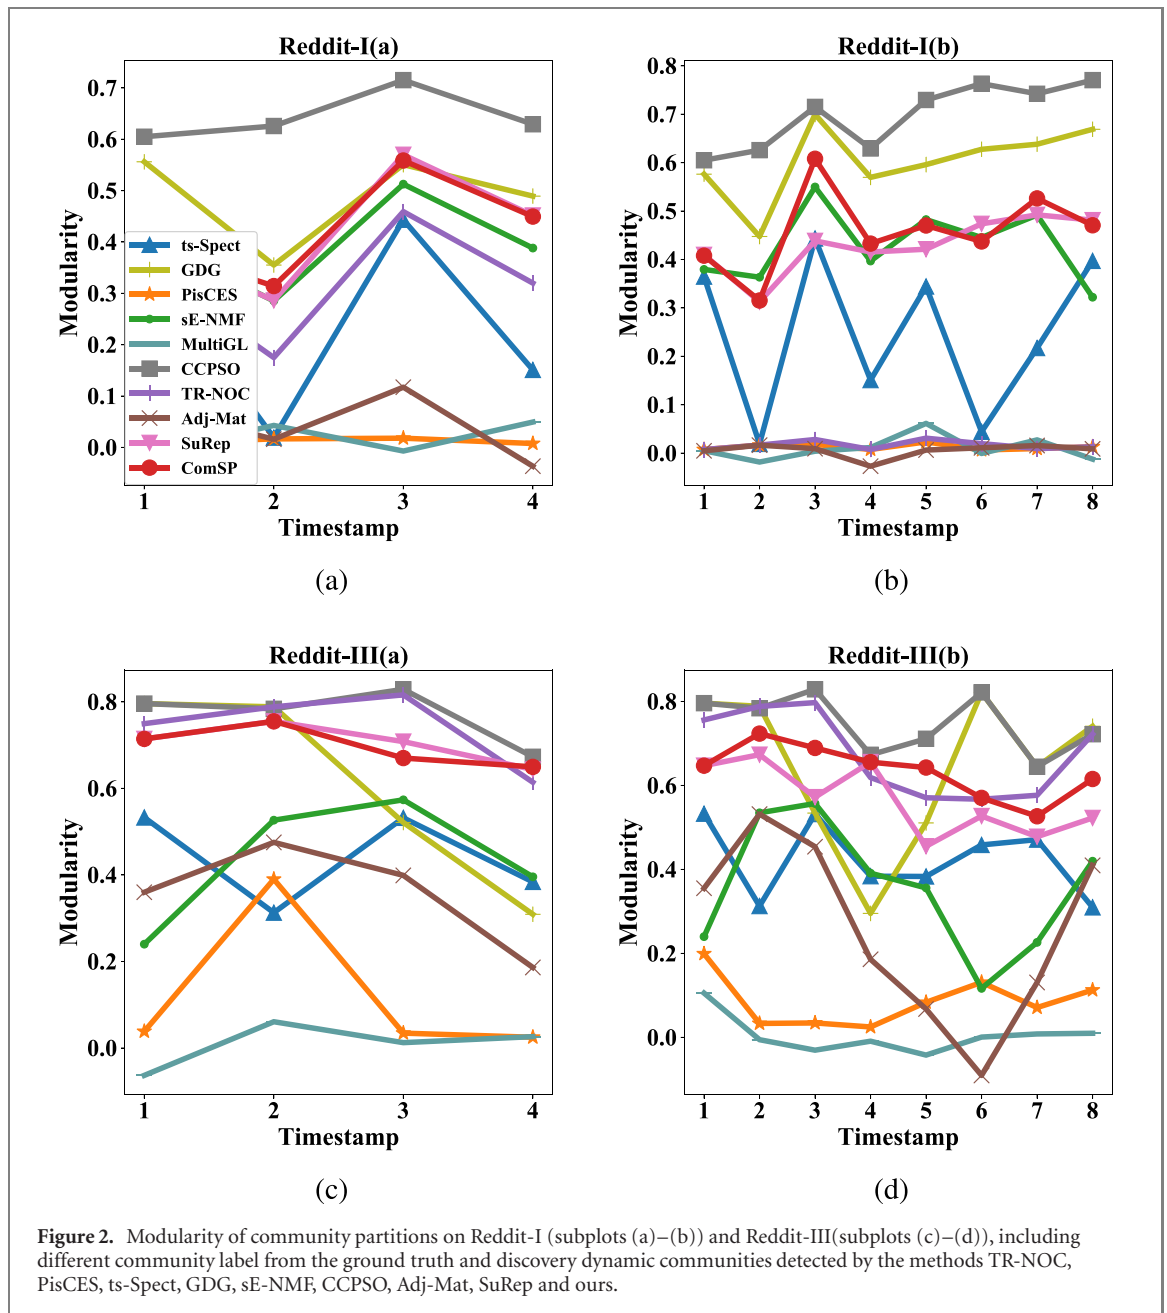 Reddit-I(a)
Modularity
0.7
0.6
0.5
0.4
0.3
0.2
0.1
0.0
ts-Spect
GDG
PisCES
sE-NMF
MultiGL
CCPSO
TR-NOC
Adj-Mat
SuRep
ComSP
1 2 3 4
Timestamp
(a)
Reddit-I(b)
Modularity
0.8
0.7
0.6
0.5
0.4
0.3
0.2
0.1
0.0
1 2 3 4 5 6 7 8
Timestamp
(b)
Reddit-III(a)
Modularity
0.8
0.6
0.4
0.2
0.0
1 2 3 4
Timestamp
(c)
Reddit-III(b)
Modularity
0.8
0.6
0.4
0.2
0.0
1 2 3 4 5 6 7 8
Timestamp
(d)
Figure 2. Modularity of community partitions on Reddit-I (subplots (a)–(b)) and Reddit-III(subplots (c)–(d)), including
different community label from the ground truth and discovery dynamic communities detected by the methods TR-NOC,
PisCES, ts-Spect, GDG, sE-NMF, CCPSO, Adj-Mat, SuRep and ours.